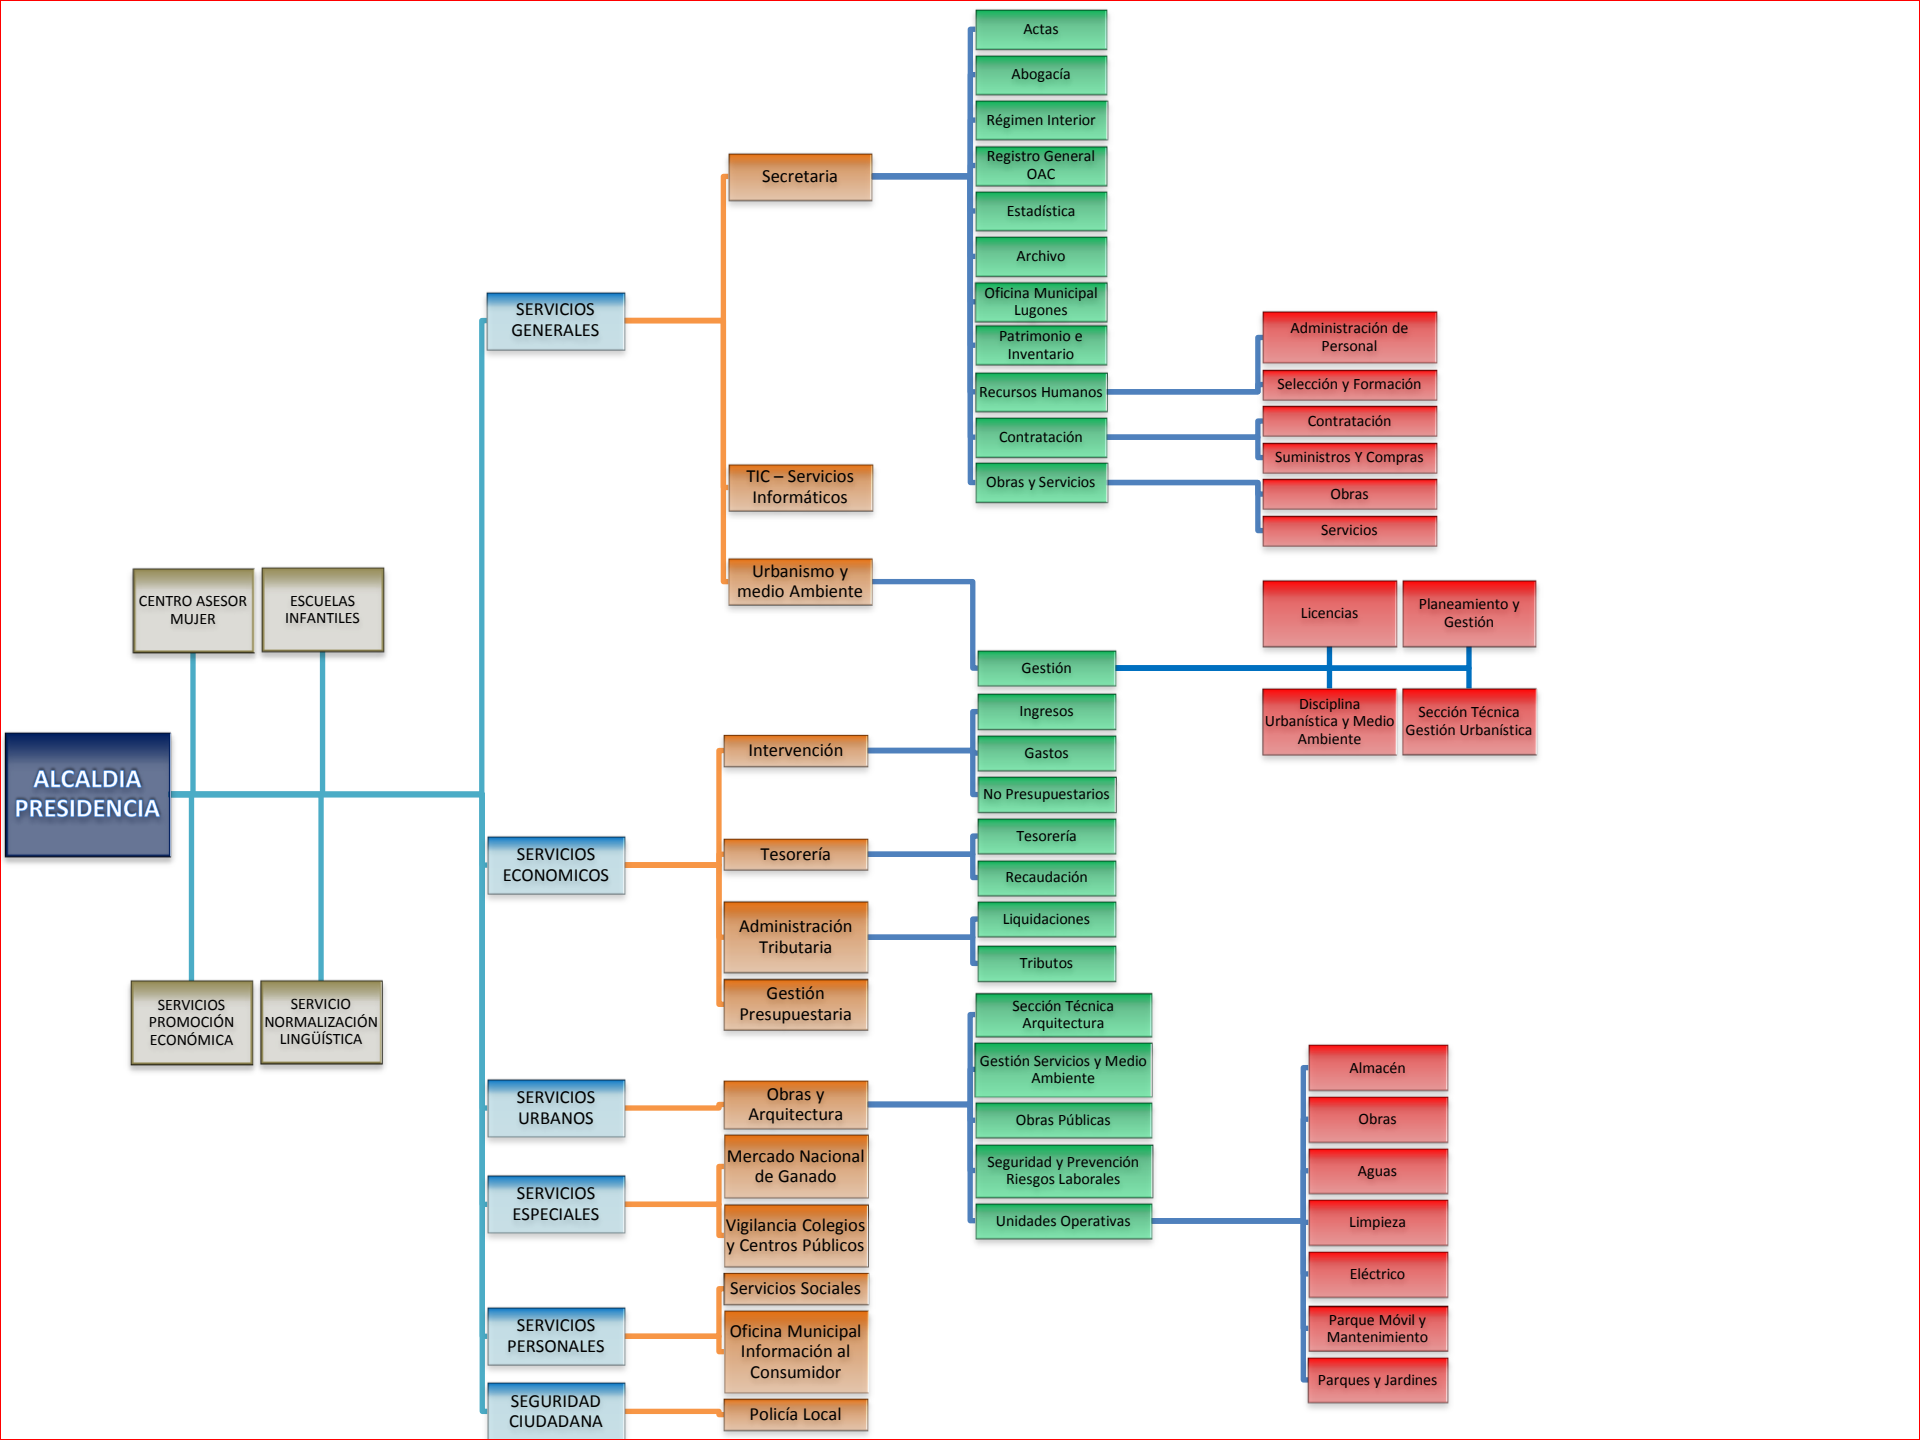 ALCALDIA
PRESIDENCIA
CENTRO ASESOR
MUJER
ESCUELAS
INFANTILES
SERVICIOS
PROMOCIÓN
ECONÓMICA
SERVICIO
NORMALIZACIÓN
LINGÜÍSTICA
SERVICIOS
GENERALES
Secretaria
Actas
Abogacía
Régimen Interior
Registro General
OAC
Estadística
Archivo
Oficina Municipal
Lugones
Patrimonio e
Inventario
Recursos Humanos
Administración de
Personal
Selección y Formación
Contratación
Contratación
Suministros Y Compras
Obras y Servicios
Obras
Servicios
TIC – Servicios
Informáticos
Urbanismo y
medio Ambiente
Gestión
Licencias
Planeamiento y
Gestión
Disciplina
Urbanística y Medio
Ambiente
Sección Técnica
Gestión Urbanística
SERVICIOS
ECONOMICOS
Intervención
Ingresos
Gastos
No Presupuestarios
Tesorería
Tesorería
Recaudación
Administración
Tributaria
Liquidaciones
Tributos
Gestión
Presupuestaria
SERVICIOS
URBANOS
Obras y
Arquitectura
Sección Técnica
Arquitectura
Gestión Servicios y Medio
Ambiente
Obras Públicas
Seguridad y Prevención
Riesgos Laborales
Unidades Operativas
Almacén
Obras
Aguas
Limpieza
Eléctrico
Parque Móvil y
Mantenimiento
Parques y Jardines
SERVICIOS
ESPECIALES
Mercado Nacional
de Ganado
Vigilancia Colegios
y Centros Públicos
SERVICIOS
PERSONALES
Servicios Sociales
Oficina Municipal
Información al
Consumidor
SEGURIDAD
CIUDADANA
Policía Local